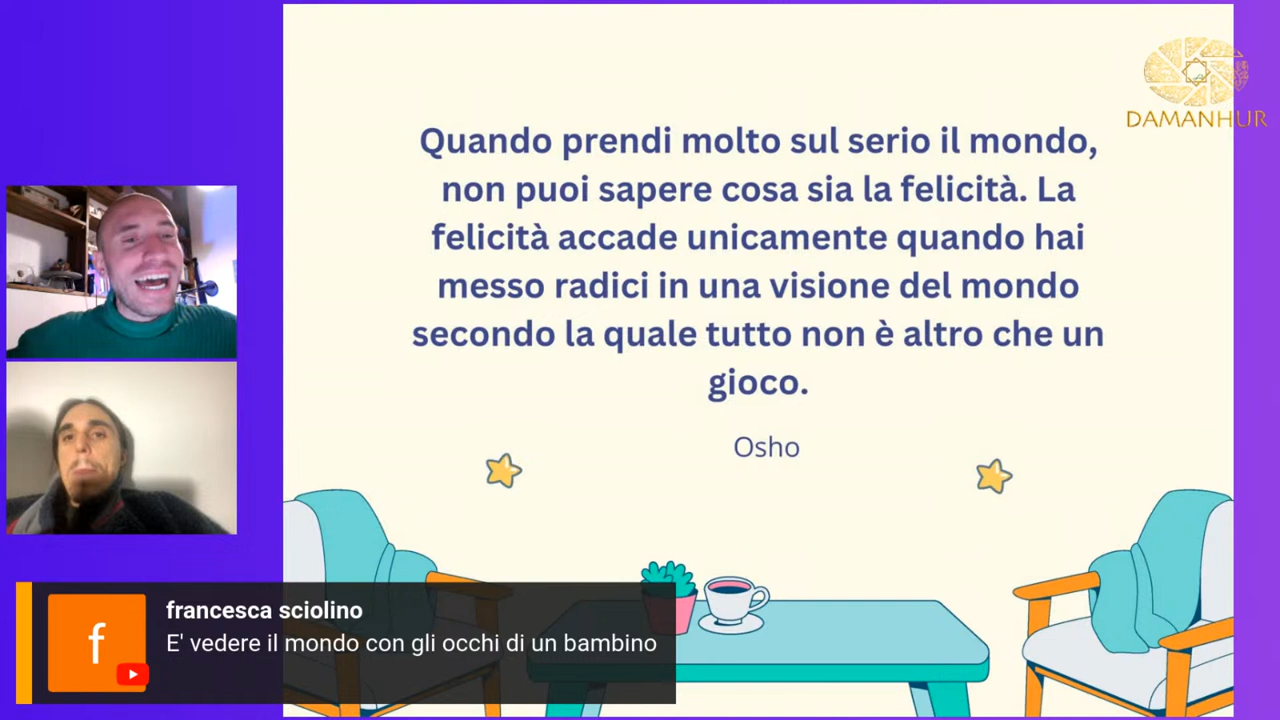 DAMANHUR
Quando prendi molto sul serio il mondo,
non puoi sapere cosa sia la felicità. La
felicità accade unicamente quando hai
messo radici in una visione del mondo
secondo la quale tutto non è altro che un
gioco.
Osho
f
francesca sciolino
E' vedere il mondo con gli occhi di un bambino